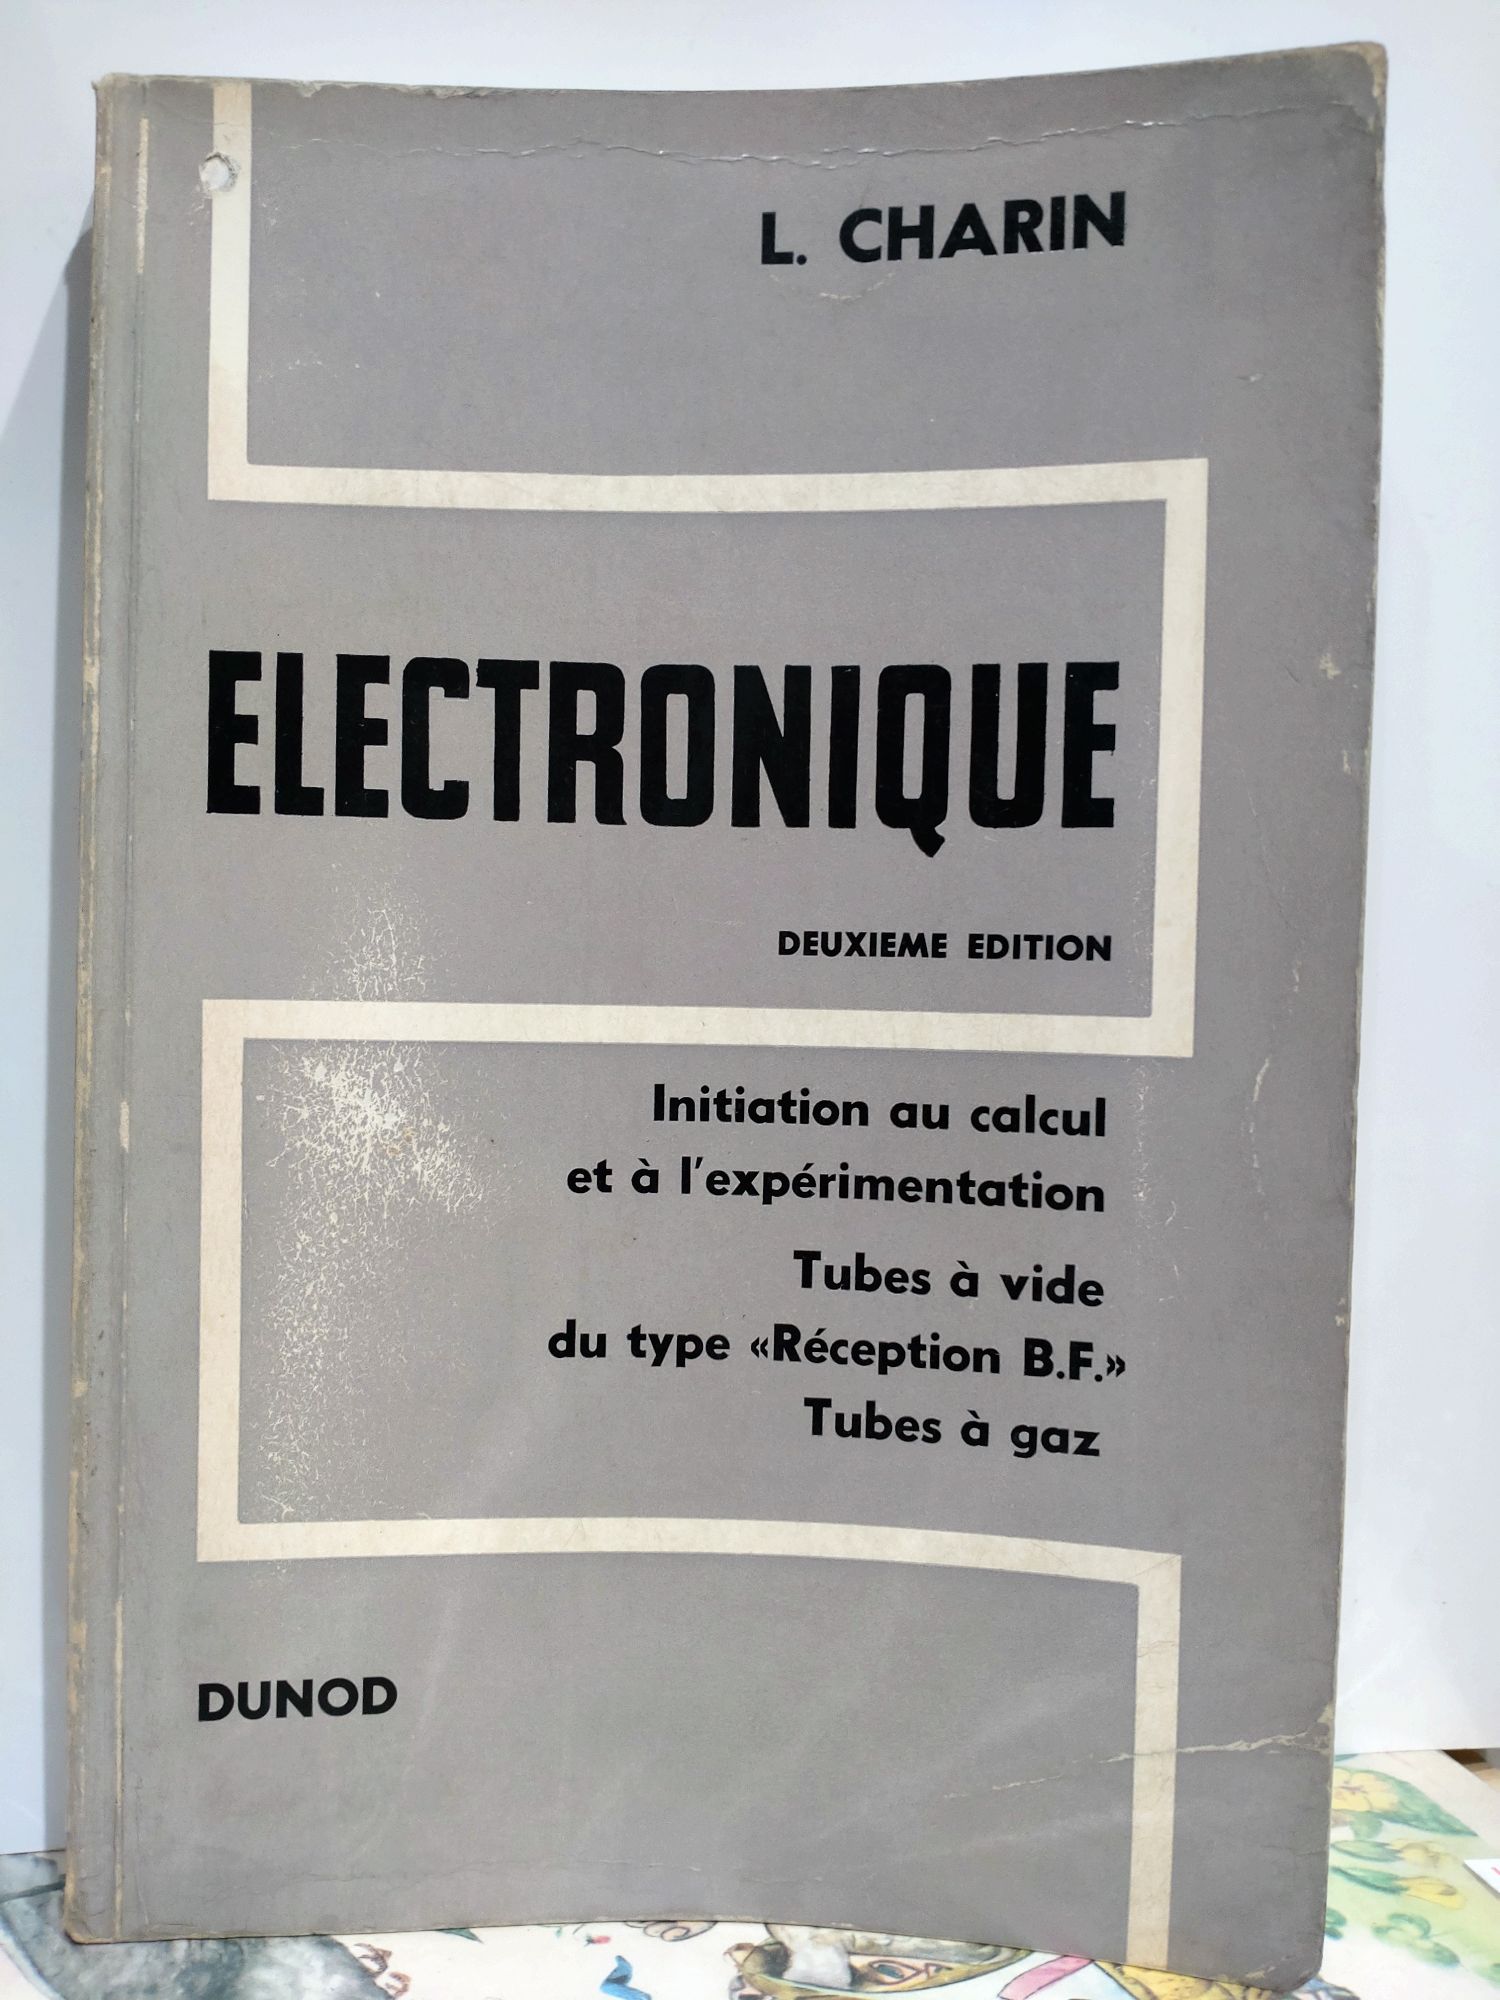 L. CHARIN
ELECTRONIQUE
DEUXIEME EDITION
Initiation au calcul
et à l'expérimentation
Tubes à vide
du type «Réception B.F.»
Tubes à gaz
DUNOD